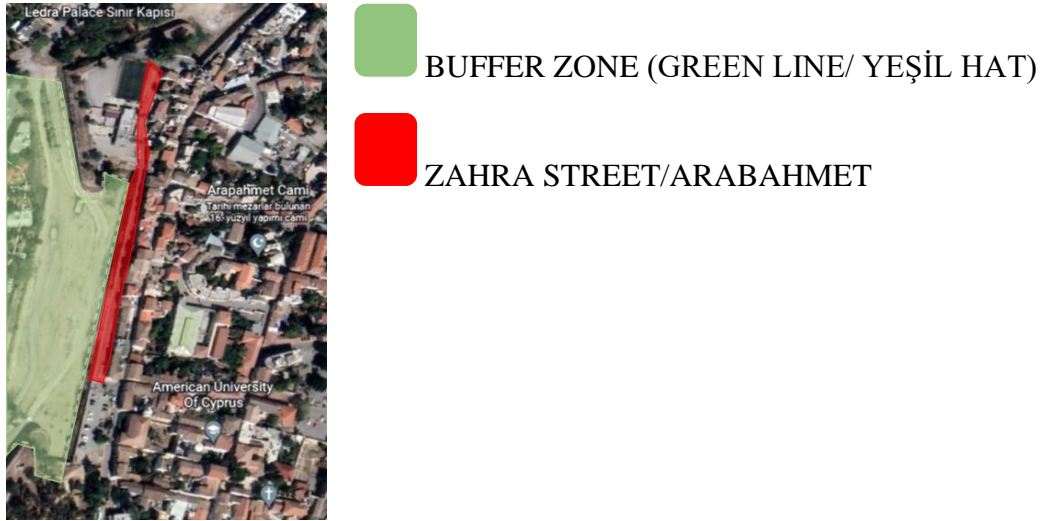 Ledra Palace Sınır Kapısı
BUFFER ZONE (GREEN LINE/ YEŞİL HAT)
ZAHRA STREET/ARABAHMET
Arapahmet Cami
Tarihi mezarlar bulunan
16. yüzyıl yapımı cami
American University
Of Cyprus